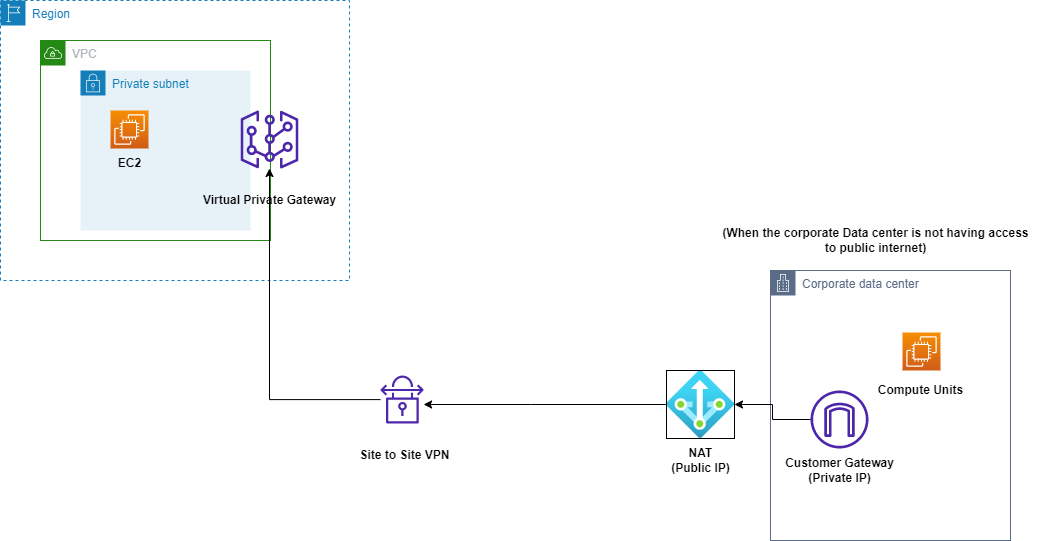 Region
VPC
Private subnet
EC2
Virtual Private Gateway
(When the corporate Data center is not having access
to public internet)
Corporate data center
Compute Units
Site to Site VPN
NAT
(Public IP)
Customer Gateway
(Private IP)